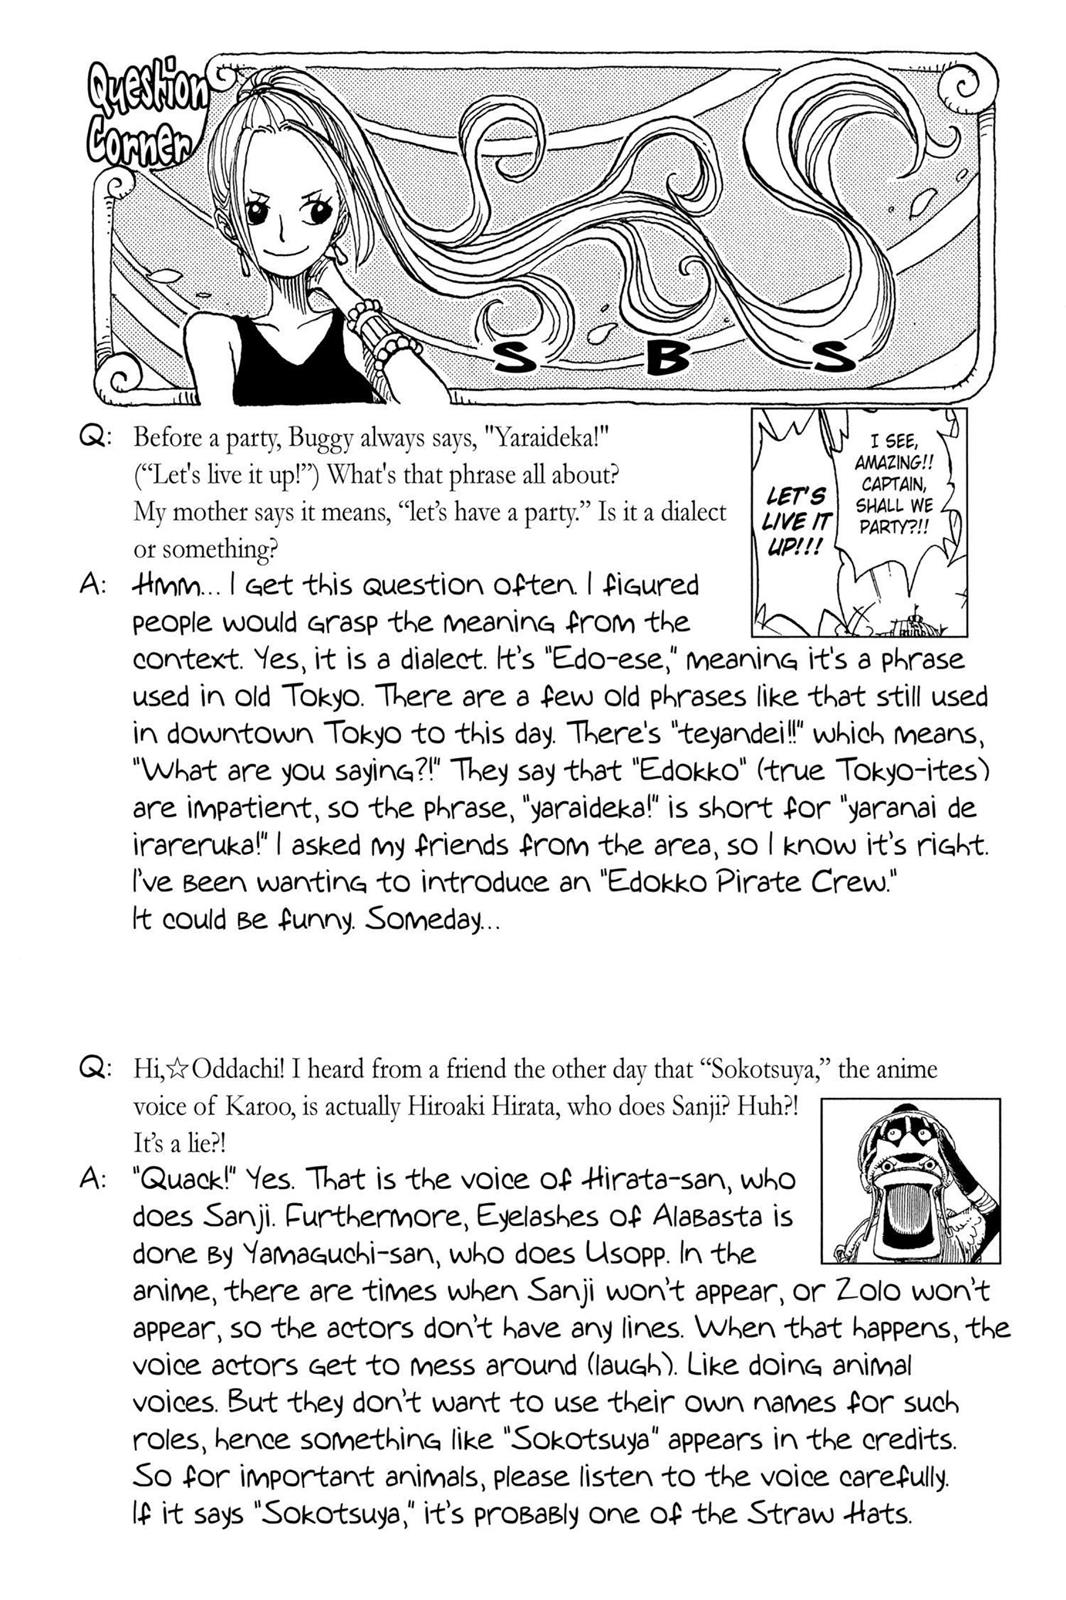 Question
Corner
S B S
Q: Before a party, Buggy always says, "Yaraideka!"
(“Let's live it up!”) What's that phrase all about?
My mother says it means, “let’s have a party.” Is it a dialect
or something?
I SEE,
AMAZING!!
CAPTAIN,
SHALL WE
PARTY?!!
LET'S
LIVE IT
UP!!!
A: Hmm... I get this question often. I figured
people would grasp the meaning from the
context. Yes, it is a dialect. It's "Edo-ese," meaning it's a phrase
used in old Tokyo. There are a few old phrases like that still used
in downtown Tokyo to this day. There's "teyandei!!" which means,
"What are you saying?!" They say that "Edokko" (true Tokyo-ites)
are impatient, so the phrase, "yaraideka!" is short for "yaranai de
irareruka!" I asked my friends from the area, so I know it's right.
I've been wanting to introduce an "Edokko Pirate Crew."
It could be funny. Someday...
Q: Hi,☆Oddachi! I heard from a friend the other day that “Sokotsuya,” the anime
voice of Karoo, is actually Hiroaki Hirata, who does Sanji? Huh?!
It’s a lie?!
A: "Quack!" Yes. That is the voice of Hirata-san, who
does Sanji. Furthermore, Eyelashes of Alabasta is
done by Yamaguchi-san, who does Usopp. In the
anime, there are times when Sanji won't appear, or Zolo won't
appear, so the actors don't have any lines. When that happens, the
voice actors get to mess around (laugh). Like doing animal
voices. But they don't want to use their own names for such
roles, hence something like "Sokotsuya" appears in the credits.
So for important animals, please listen to the voice carefully.
If it says "Sokotsuya," it's probably one of the Straw Hats.